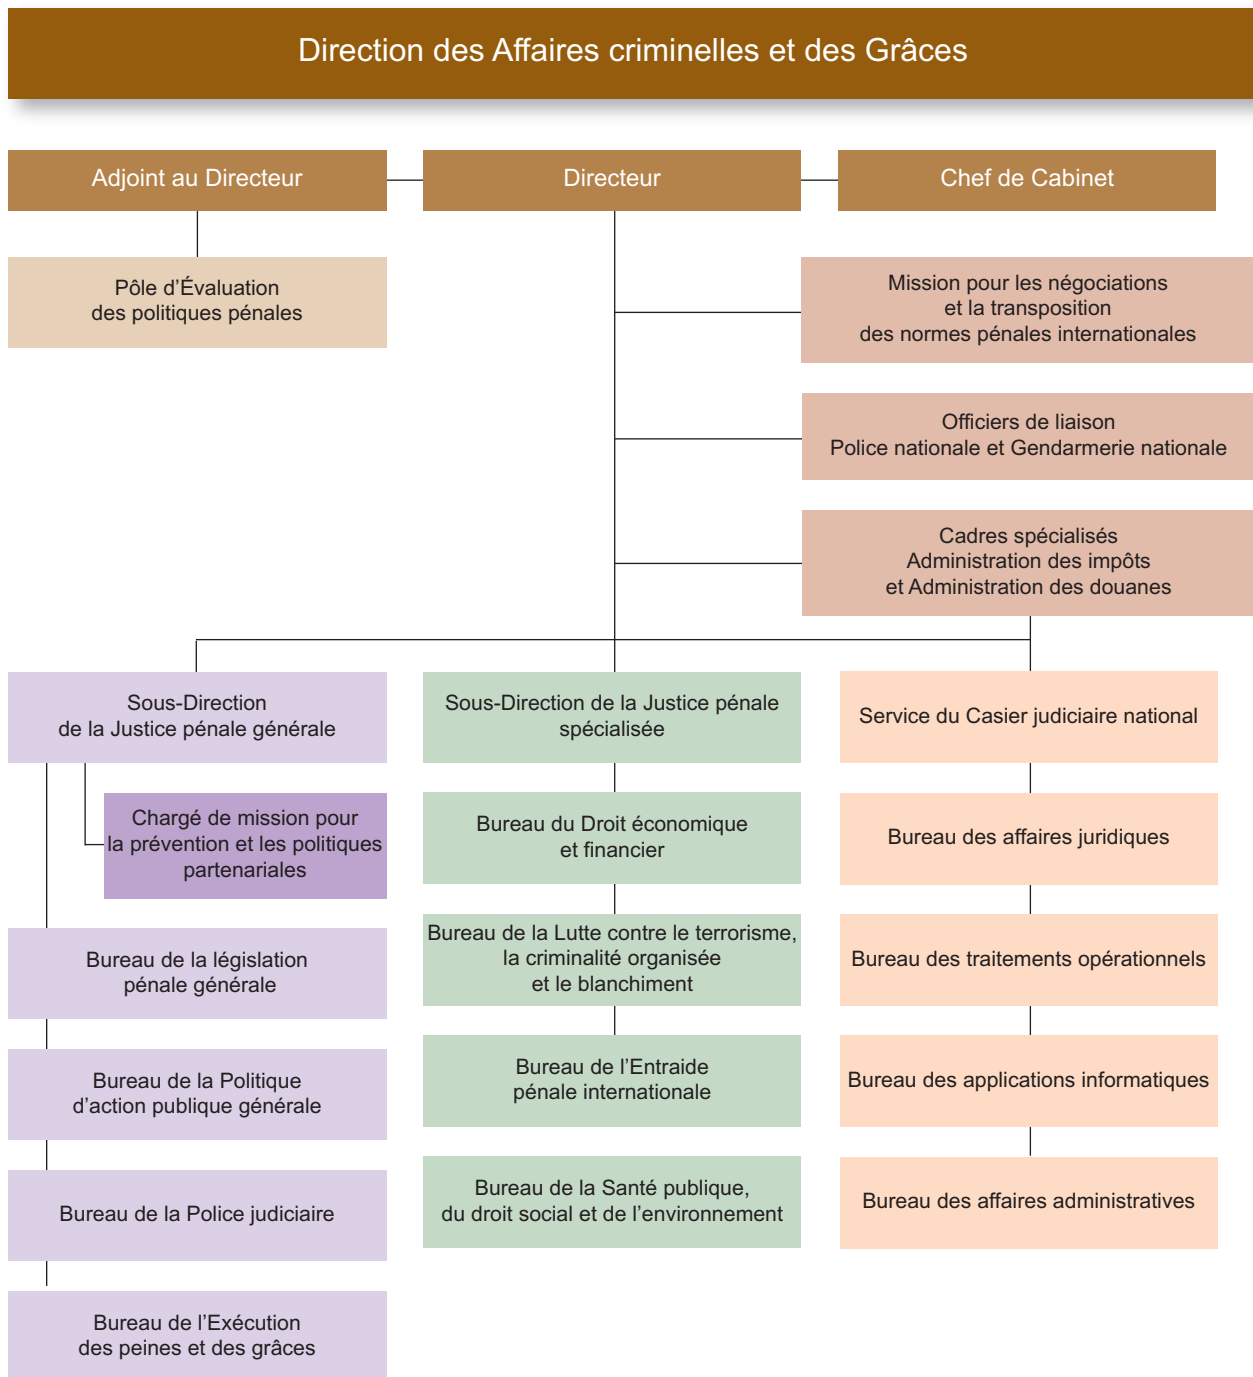 Direction des Affaires criminelles et des Grâces
Adjoint au Directeur
Directeur
Chef de Cabinet
Pôle d’Évaluation
des politiques pénales
Mission pour les négociations
et la transposition
des normes pénales internationales
Officiers de liaison
Police nationale et Gendarmerie nationale
Cadres spécialisés
Administration des impôts
et Administration des douanes
Sous-Direction
de la Justice pénale générale
Chargé de mission pour
la prévention et les politiques
partenariales
Bureau de la législation
pénale générale
Bureau de la Politique
d’action publique générale
Bureau de la Police judiciaire
Bureau de l’Exécution
des peines et des grâces
Sous-Direction de la Justice pénale
spécialisée
Bureau du Droit économique
et financier
Bureau de la Lutte contre le terrorisme,
la criminalité organisée
et le blanchiment
Bureau de l’Entraide
pénale internationale
Bureau de la Santé publique,
du droit social et de l’environnement
Service du Casier judiciaire national
Bureau des affaires juridiques
Bureau des traitements opérationnels
Bureau des applications informatiques
Bureau des affaires administratives